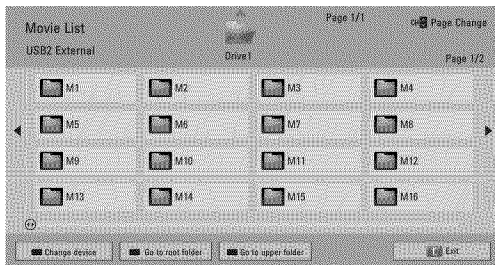 Movie List
Page 1/1
CH Page Change
USB2 External
Drive1
Page 1/2
M1 M2 M3 M4
M5 M6 M7 M8
M9 M10 M11 M12
M13 M14 M15 M16
Change device Go to root folder Go to upper folder Exit